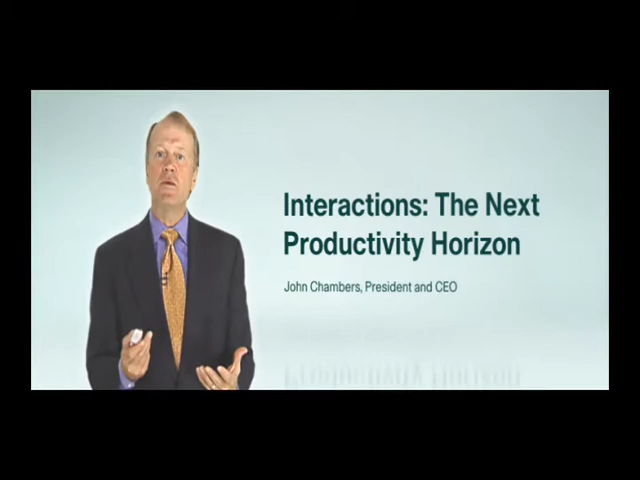 Interactions: The Next
Productivity Horizon
John Chambers, President and CEO